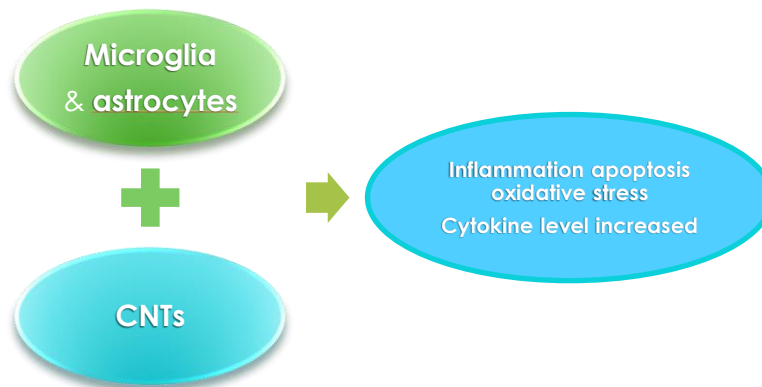 Microglia
& astrocytes
CNTs
Inflammation apoptosis
oxidative stress
Cytokine level increased